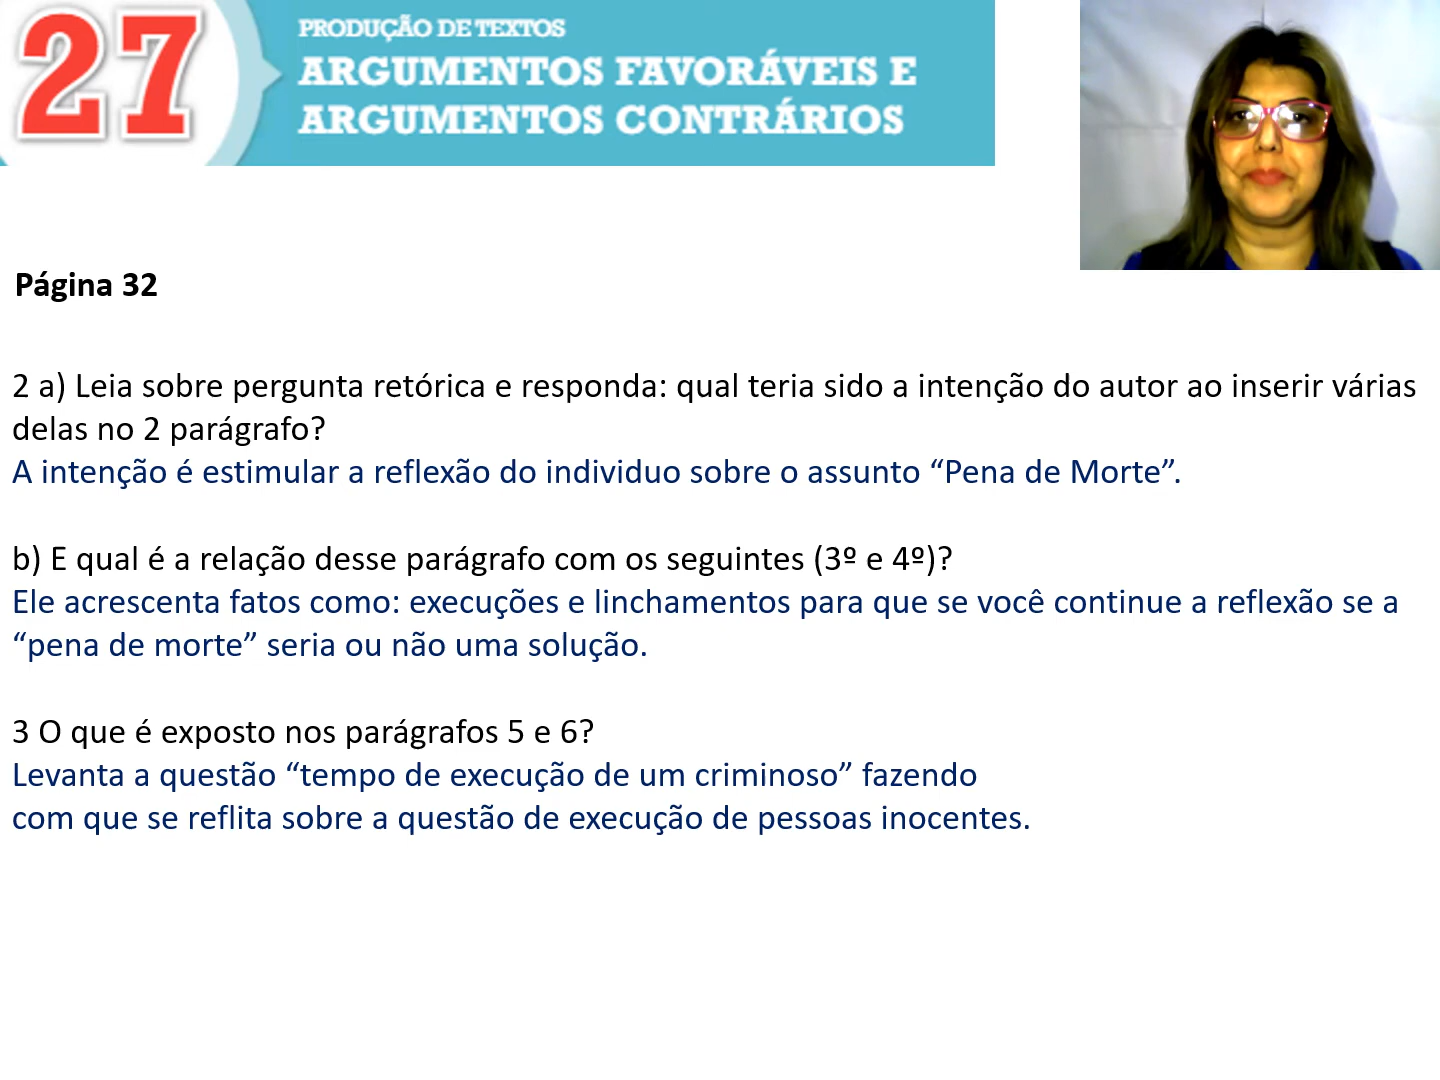 27
PRODUÇÃO DE TEXTOS
ARGUMENTOS FAVORÁVEIS E
ARGUMENTOS CONTRÁRIOS
Página 32
2 a) Leia sobre pergunta retórica e responda: qual teria sido a intenção do autor ao inserir várias
delas no 2 parágrafo?
A intenção é estimular a reflexão do individuo sobre o assunto “Pena de Morte”.
b) E qual é a relação desse parágrafo com os seguintes (3º e 4º)?
Ele acrescenta fatos como: execuções e linchamentos para que se você continue a reflexão se a
“pena de morte” seria ou não uma solução.
3 O que é exposto nos parágrafos 5 e 6?
Levanta a questão “tempo de execução de um criminoso” fazendo
com que se reflita sobre a questão de execução de pessoas inocentes.